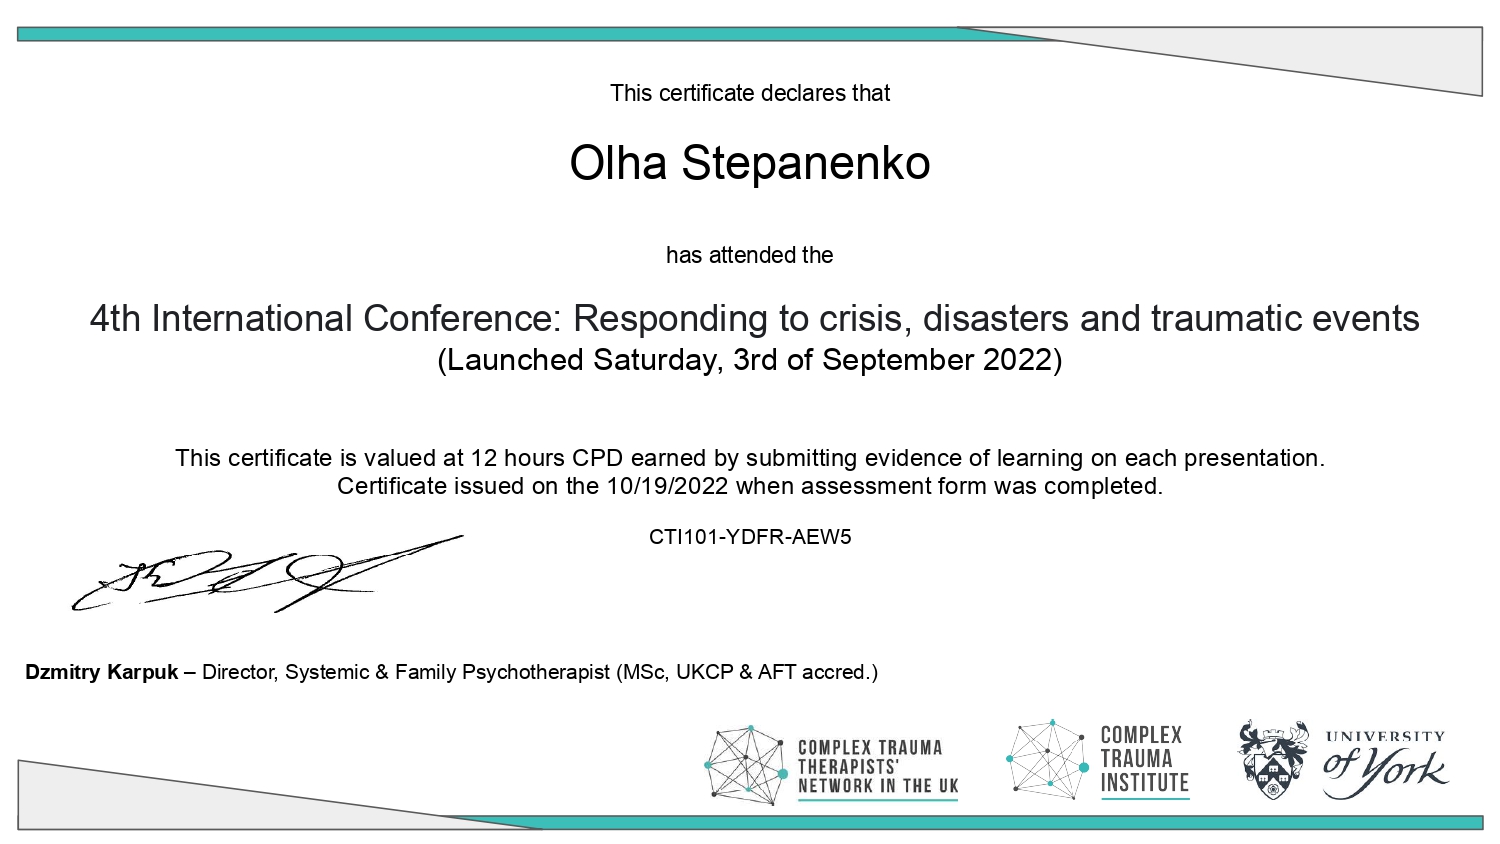 This certificate declares that
Olha Stepanenko
has attended the
4th International Conference: Responding to crisis, disasters and traumatic events
(Launched Saturday, 3rd of September 2022)
This certificate is valued at 12 hours CPD earned by submitting evidence of learning on each presentation.
Certificate issued on the 10/19/2022 when assessment form was completed.
CTI101-YDFR-AEW5
Dzmitry Karpuk – Director, Systemic & Family Psychotherapist (MSc, UKCP & AFT accred.)
COMPLEX TRAUMA
THERAPISTS'
NETWORK IN THE UK
COMPLEX
TRAUMA
INSTITUTE
UNIVERSITY
of York